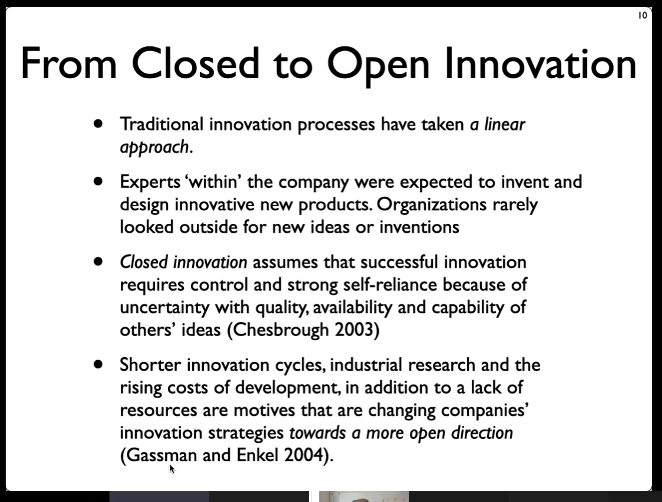 10
From Closed to Open Innovation
• Traditional innovation processes have taken a linear
approach.
• Experts ‘within’ the company were expected to invent and
design innovative new products. Organizations rarely
looked outside for new ideas or inventions
• Closed innovation assumes that successful innovation
requires control and strong self-reliance because of
uncertainty with quality, availability and capability of
others’ ideas (Chesbrough 2003)
• Shorter innovation cycles, industrial research and the
rising costs of development, in addition to a lack of
resources are motives that are changing companies’
innovation strategies towards a more open direction
(Gassman and Enkel 2004).